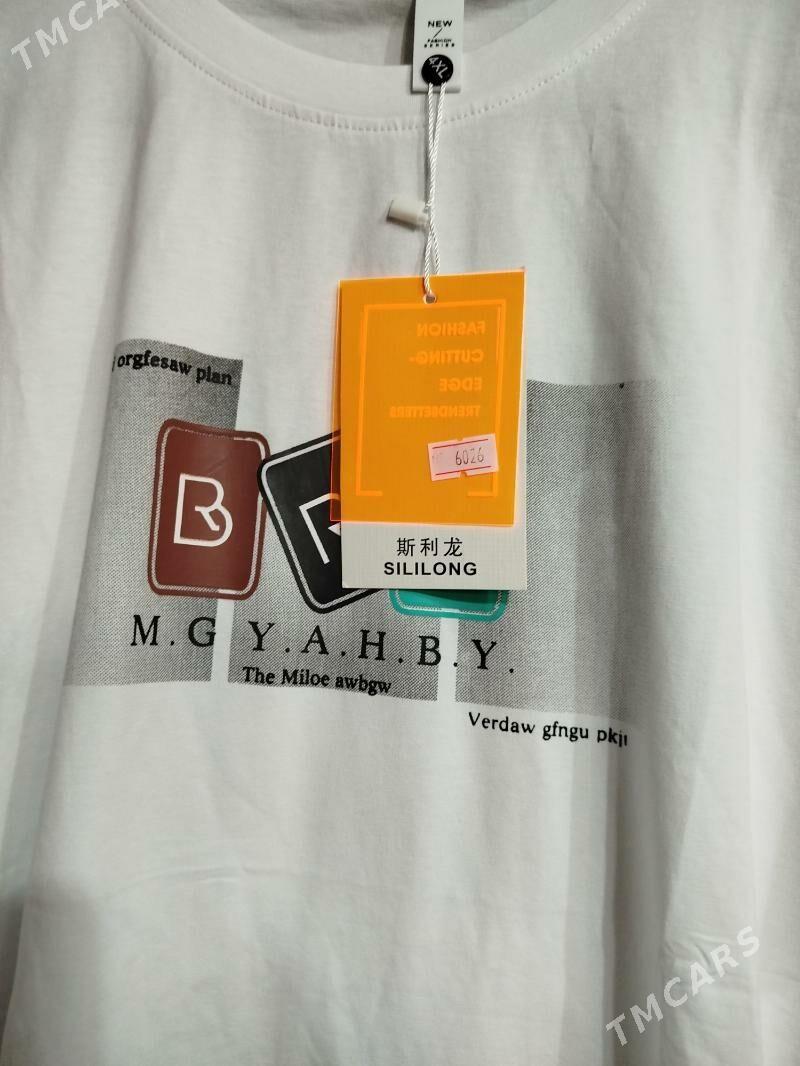 TMCARS
NEW
FASHION
SERIES
4XL
FASHION
CUTTING-
EDGE
TRENDSETTERS
6026
斯利龙
SILILONG
orgfesaw plan
B
M.G Y.A.H.B.Y.
The Miloe awbgw
Verdaw gfngu
TMCARS